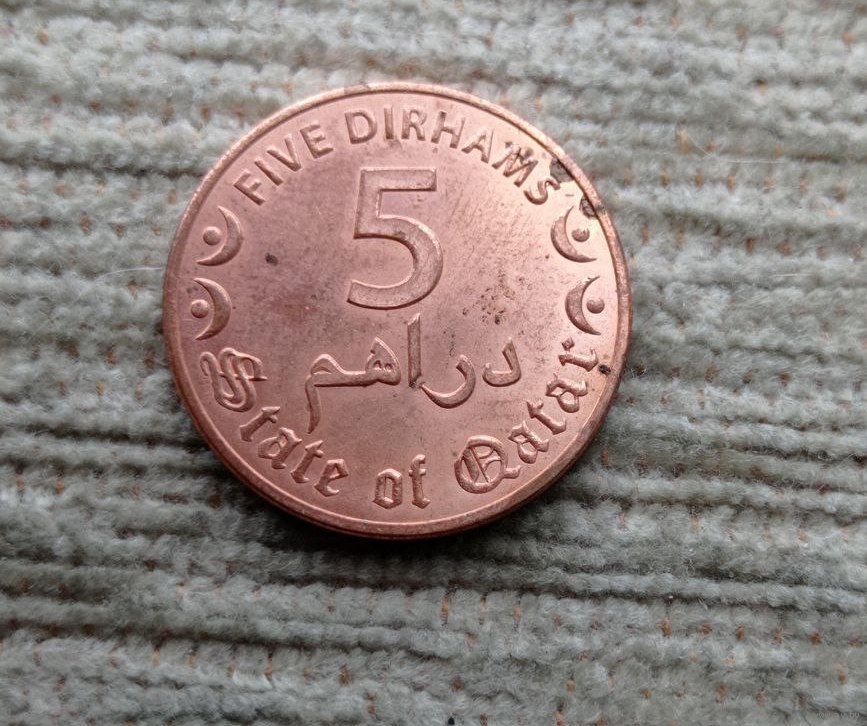 FIVE DIRHAMS
5
دراهم
State of Qatar